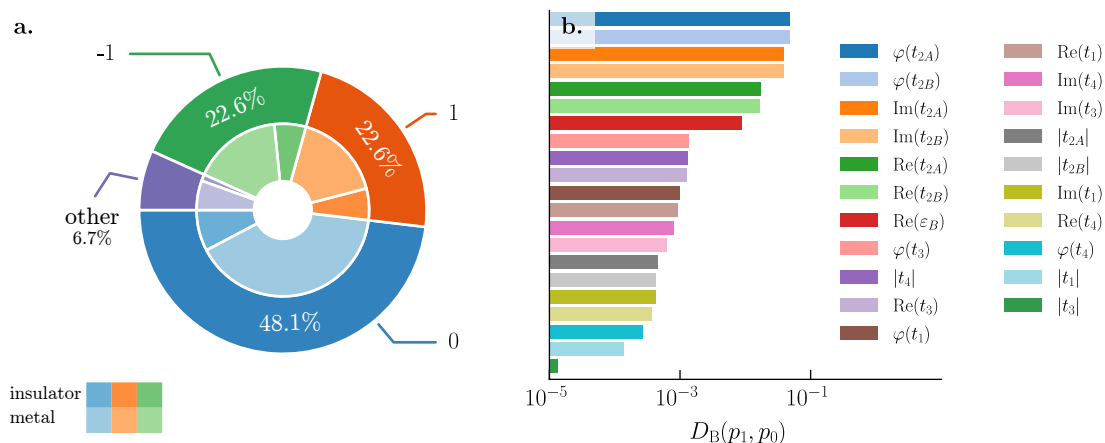 a.
-1
22.6%
22.6%
1
other
6.7%
48.1%
0
insulator
metal
b.
φ(t₂A)
φ(t₂B)
Im(t₂A)
Im(t₂B)
Re(t₂A)
Re(t₂B)
Re(ε_B)
φ(t₃)
|t₄|
Re(t₃)
φ(t₁)
Re(t₁)
Im(t₄)
Im(t₃)
|t₂A|
|t₂B|
Im(t₁)
Re(t₄)
φ(t₄)
|t₁|
|t₃|
10⁻⁵ 10⁻³ 10⁻¹
D_B(p₁, p₀)